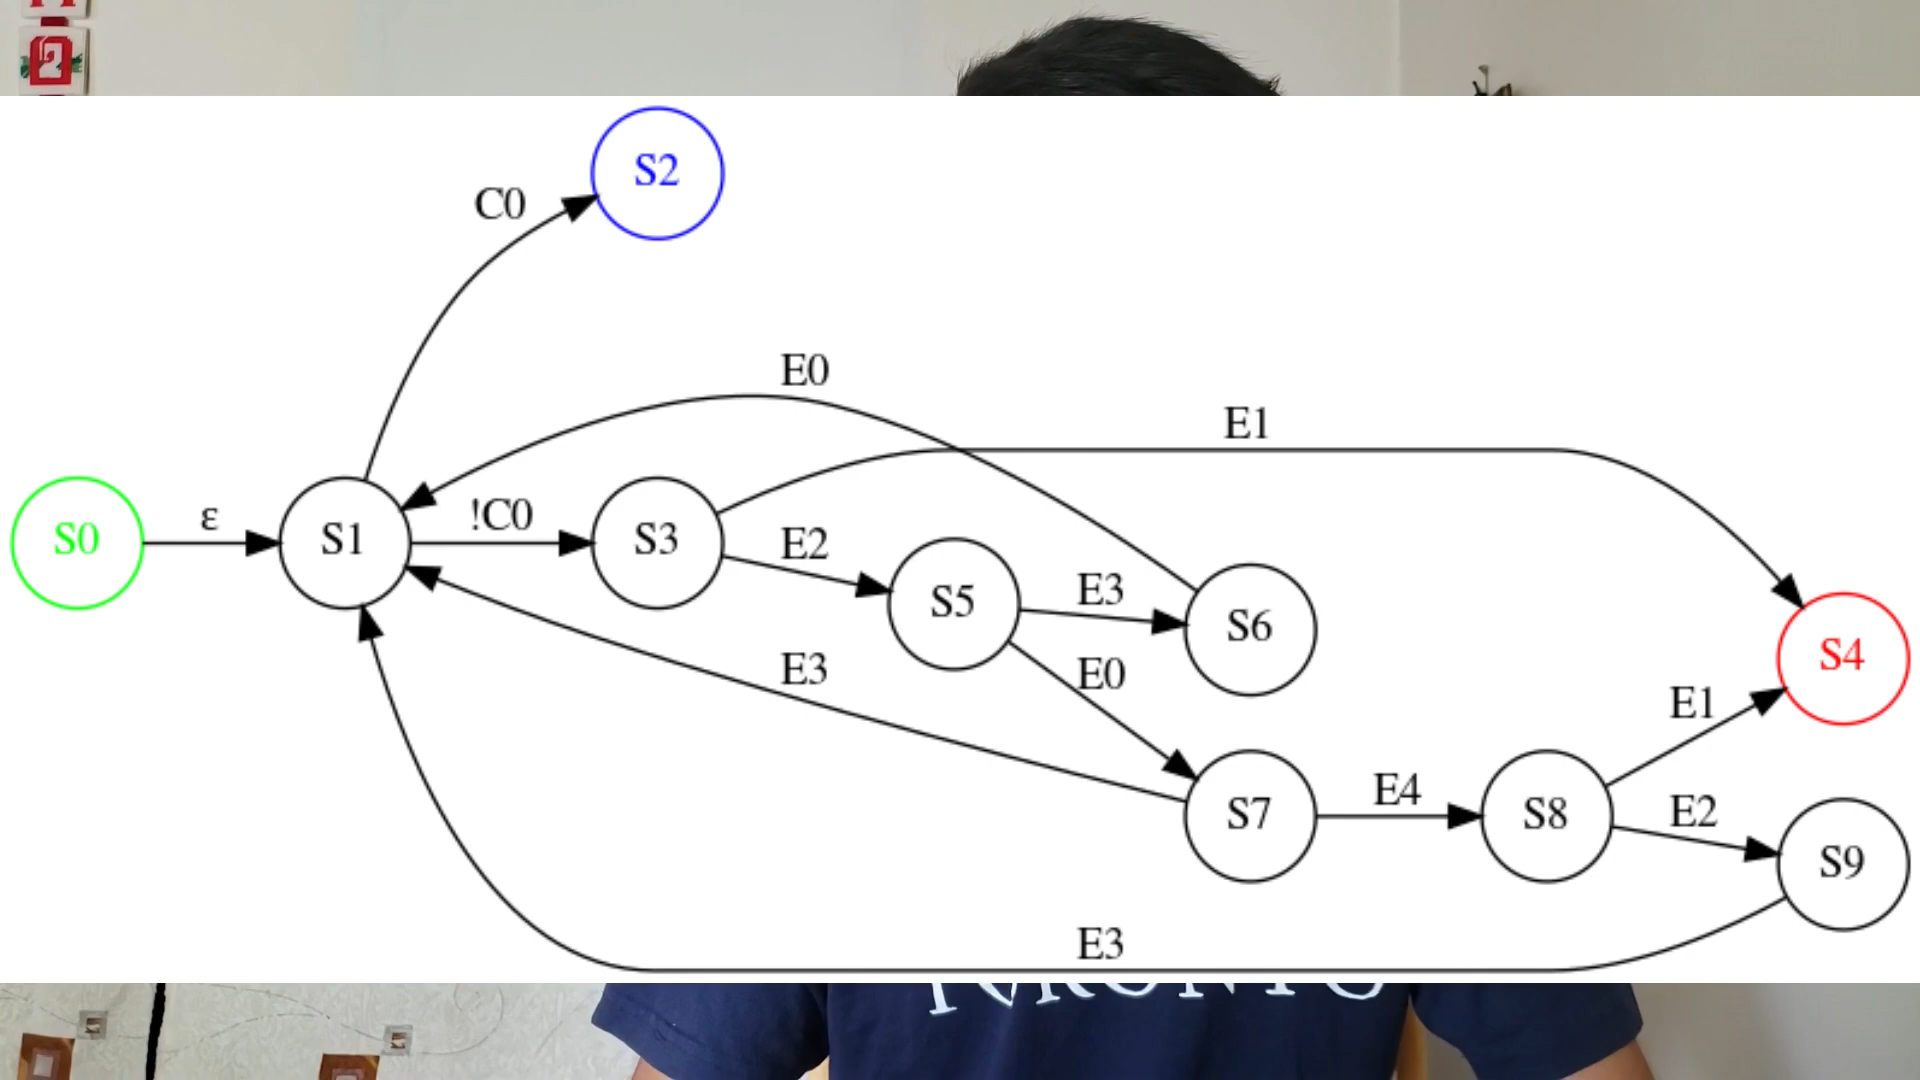 S2
C0
E0
E1
S0
ε
S1
!C0
S3
E2
S5
E3
S6
E0
E3
S4
E1
S7
E4
S8
E2
S9
E3
TORONTO